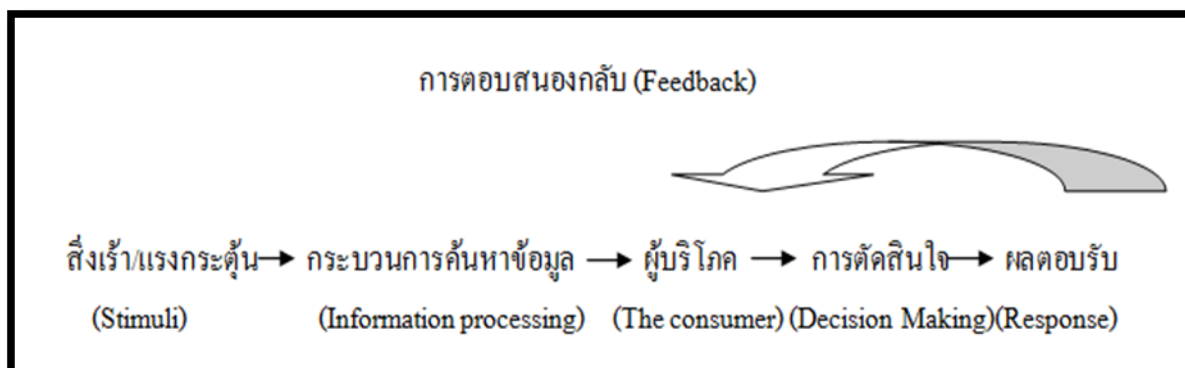 การตอบสนองกลับ (Feedback)
สิ่งเร้า/แรงกระตุ้น กระบวนการค้นหาข้อมูล ผู้บริโภค การตัดสินใจ ผลตอบรับ
(Stimuli) (Information processing) (The consumer) (Decision Making)(Response)